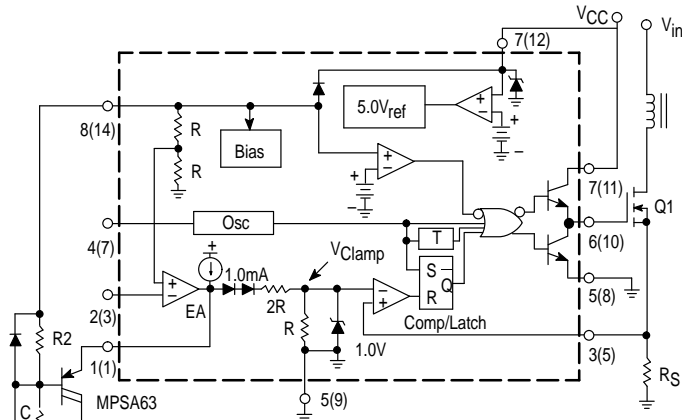 VCC
Vin
7(12)
5.0Vref
+
−
+
−
8(14)
R
R
Bias
+
−
+
−
7(11)
Q1
Osc
T
6(10)
4(7)
VClamp
1.0mA
S
Q
R
+
−
EA
2R
−
+
5(8)
2(3)
R
Comp/Latch
1.0V
3(5)
R2
1(1)
RS
5(9)
C
MPSA63